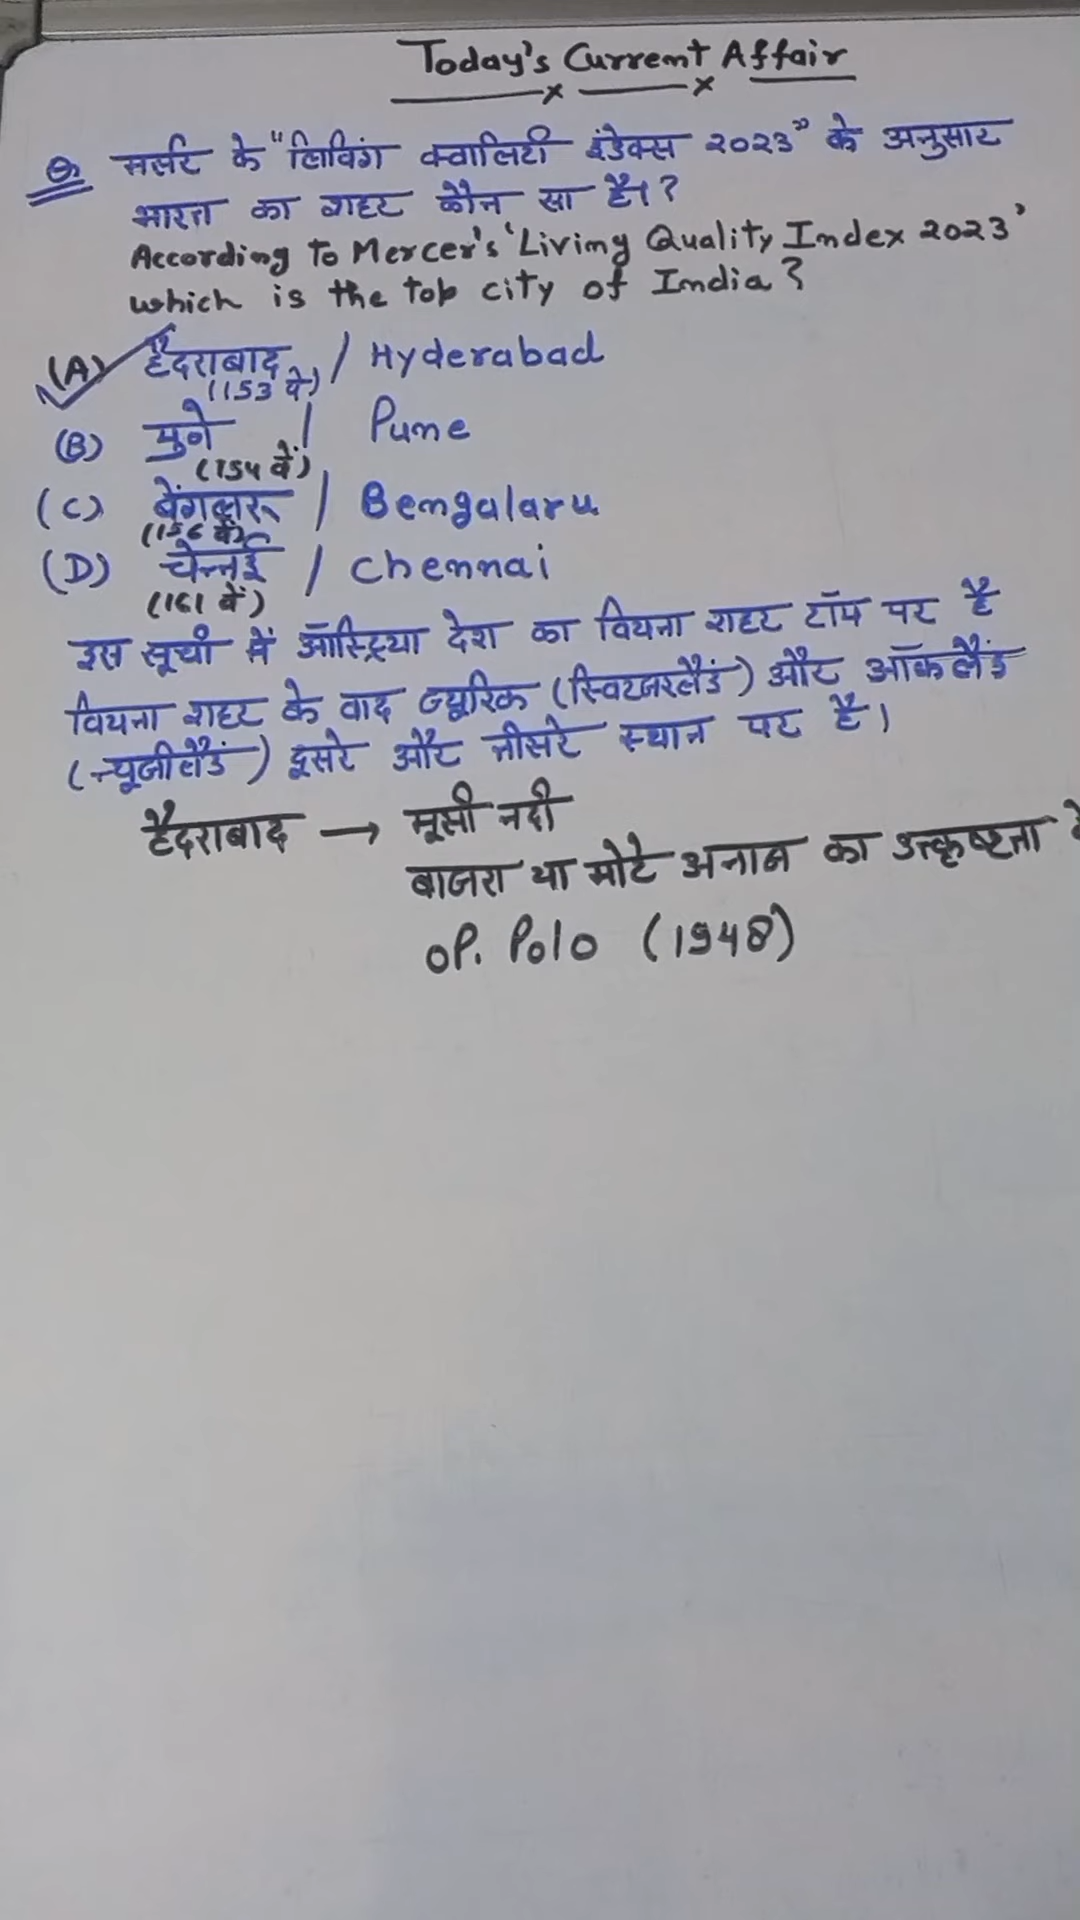 Today's Current Affair
Q मर्सर के "लिविंग क्वालिटी इंडेक्स 2023" के अनुसार
भारत का शहर कौन सा है।?
According to Mercer's 'Living Quality Index 2023'
which is the top city of India?
(A) हैदराबाद / Hyderabad
(153 वे)
(B) पुणे / Pune
(154 वें)
(C) बेंगलुरू / Bengalaru
(156 वें)
(D) चेन्नई / Chennai
(161 वें)
इस सूची में ऑस्ट्रिया देश का वियना शहर टॉप पर है
वियना शहर के बाद ज्यूरिक (स्विटजरलैंड) और ऑकलैंड
(न्यूजीलैंड) दूसरे और तीसरे स्थान पर है।
हैदराबाद → मूसी नदी
बाजरा या मोटे अनाज का उत्कृष्टता
OP. Polo (1948)